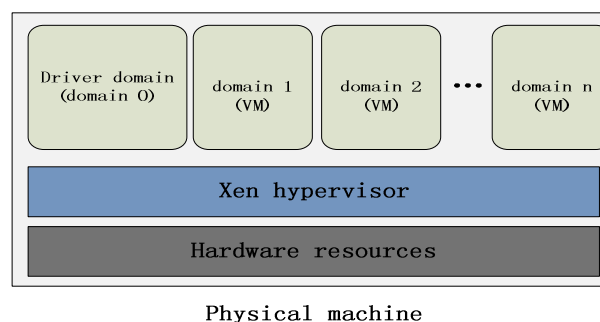 Driver domain
(domain 0)
domain 1
(VM)
domain 2
(VM)
...
domain n
(VM)
Xen hypervisor
Hardware resources
Physical machine